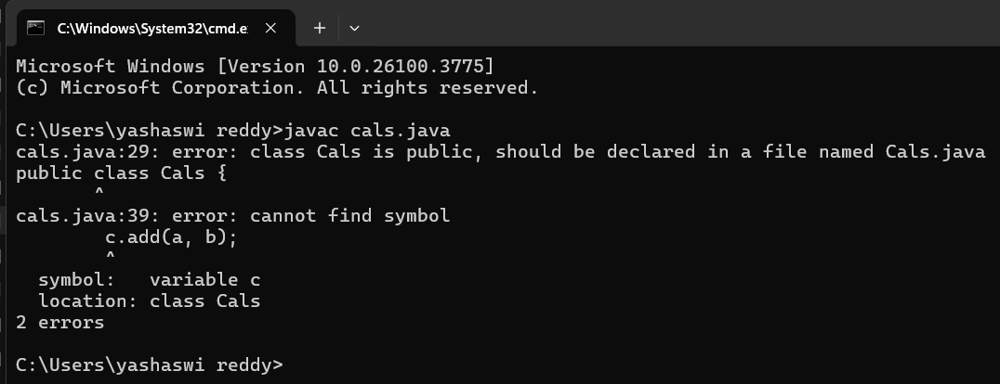 C:\Windows\System32\cmd.e
Microsoft Windows [Version 10.0.26100.3775]
(c) Microsoft Corporation. All rights reserved.
C:\Users\yashaswi reddy>javac cals.java
cals.java:29: error: class Cals is public, should be declared in a file named Cals.java
public class Cals {
       ^
cals.java:39: error: cannot find symbol
        c.add(a, b);
        ^
  symbol:   variable c
  location: class Cals
2 errors
C:\Users\yashaswi reddy>